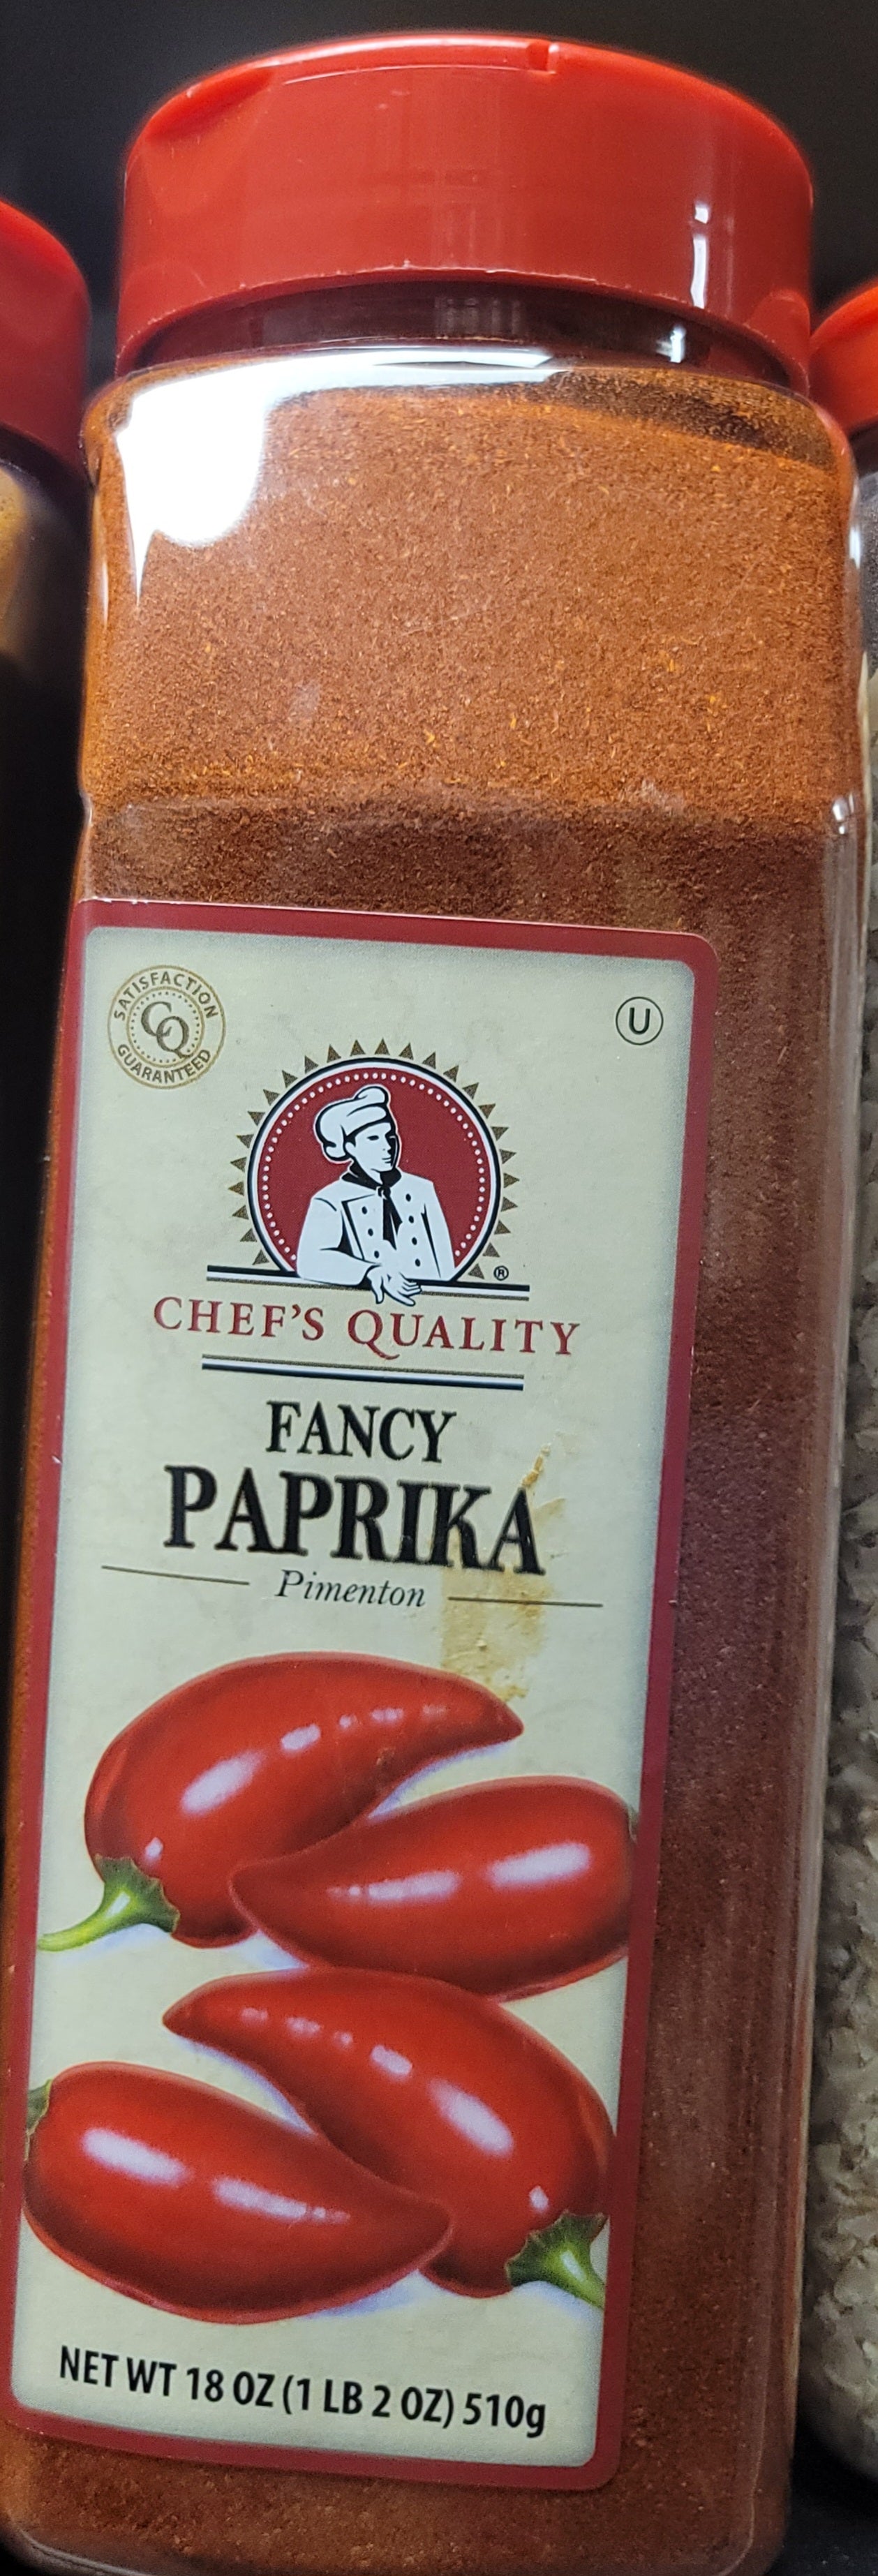 SATISFACTION
CQ
GUARANTEED
U
®
CHEF'S QUALITY
FANCY
PAPRIKA
Pimenton
NET WT 18 OZ (1 LB 2 OZ) 510g